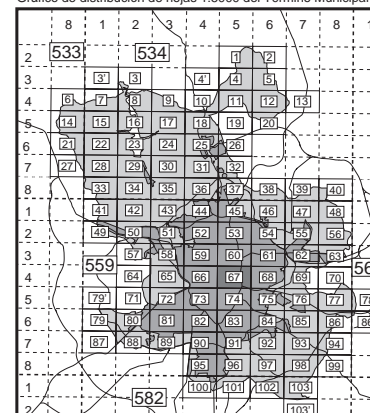 Gráfico de distribución de hojas 1:5000 del Término Municipal
8 1 2 3 4 5 6 7 8 1
533 534
2 1 2
3 3' 3 4' 4 5
4 6 7 8 9 10 11 12 13
5 14 15 16 17 18 19 20
6 21 22 23 24 25 26
7 27 28 29 30 31 32
8 33 34 35 36 37 38 39 40
1 41 42 43 44 45 46 47 48
2 49 50 51 52 53 54 55 56
3 57 58 59 60 61 62 63
559 56
4 64 65 66 67 68 69 70
5 79' 71 72 73 74 75 76 77 78
6 79 80 81 82 83 84 85 86
7 87 88 89 90 91 92 93 94
8 95 96 97 98 99
1 100 101 102 103
582
103'